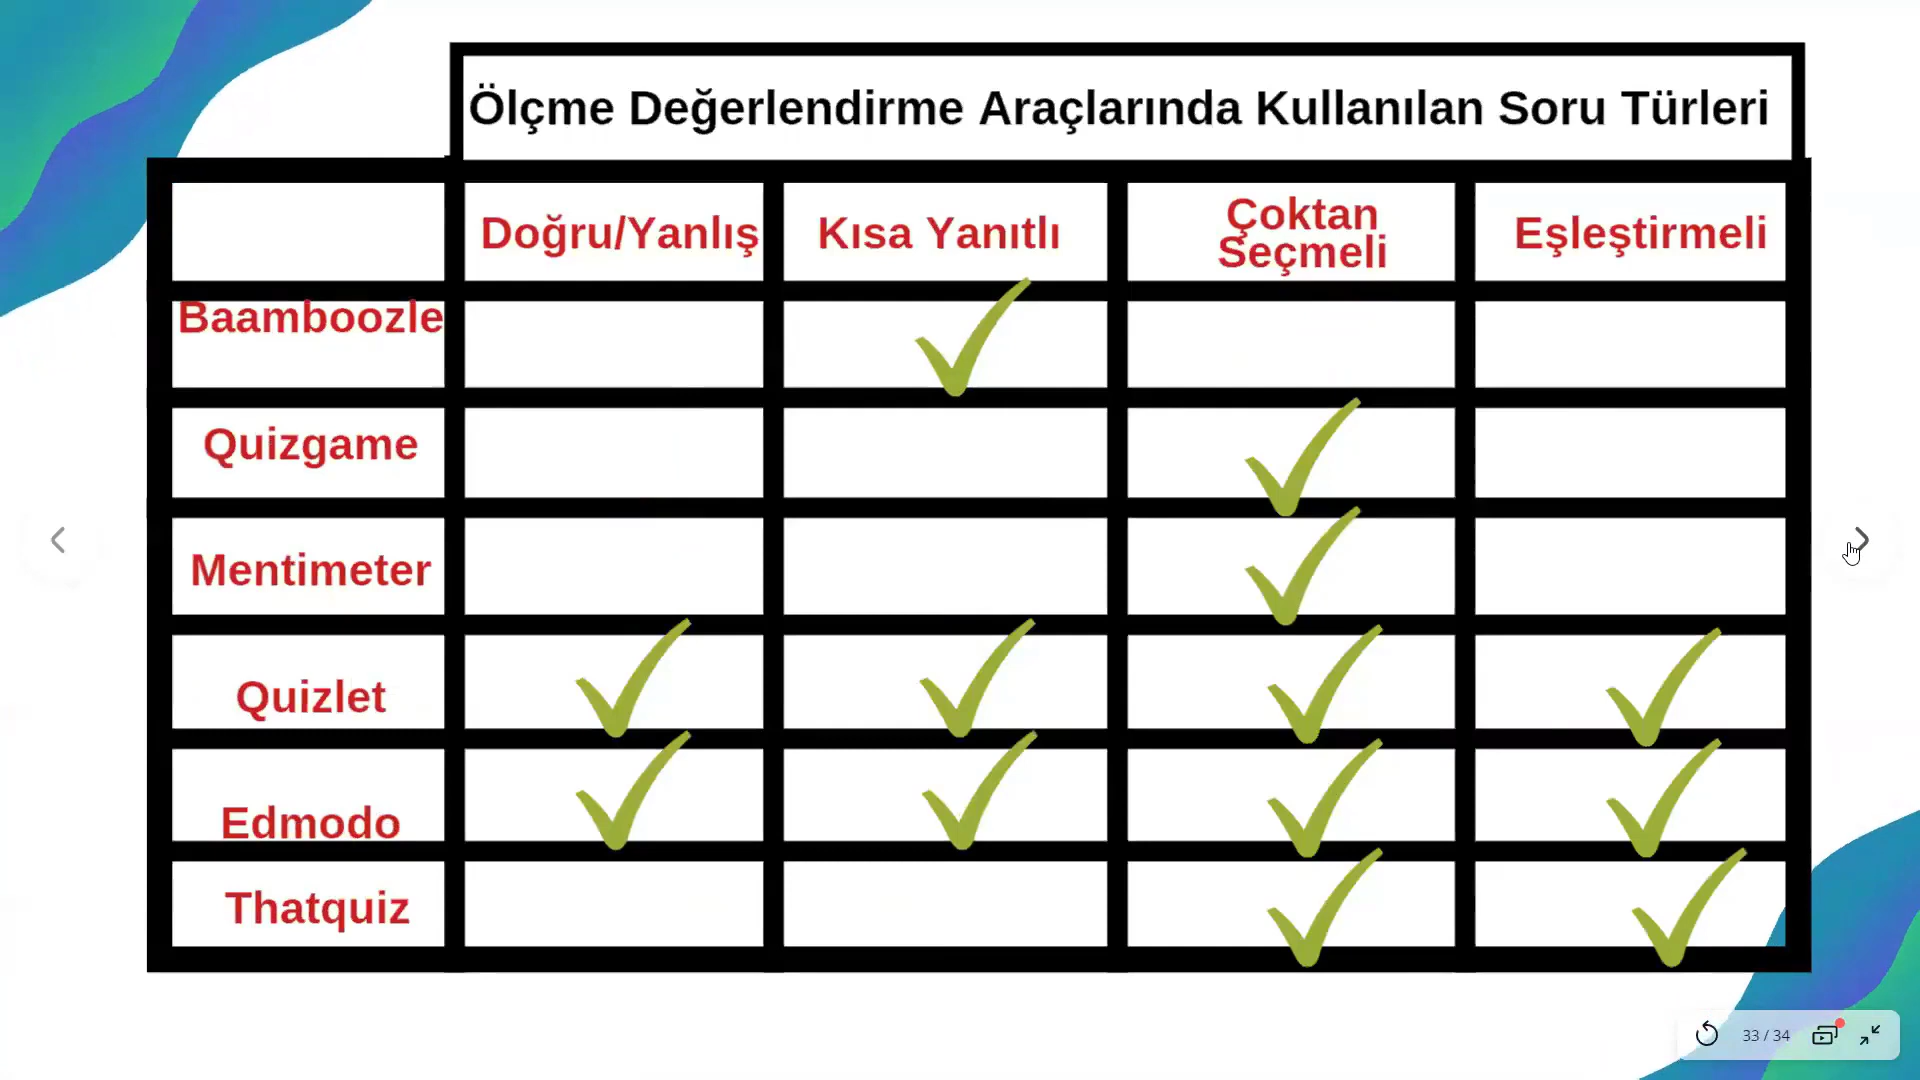 Ölçme Değerlendirme Araçlarında Kullanılan Soru Türleri
Doğru/Yanlış
Kısa Yanıtlı
Çoktan
Seçmeli
Eşleştirmeli
Baamboozle
Quizgame
Mentimeter
Quizlet
Edmodo
Thatquiz
33 / 34